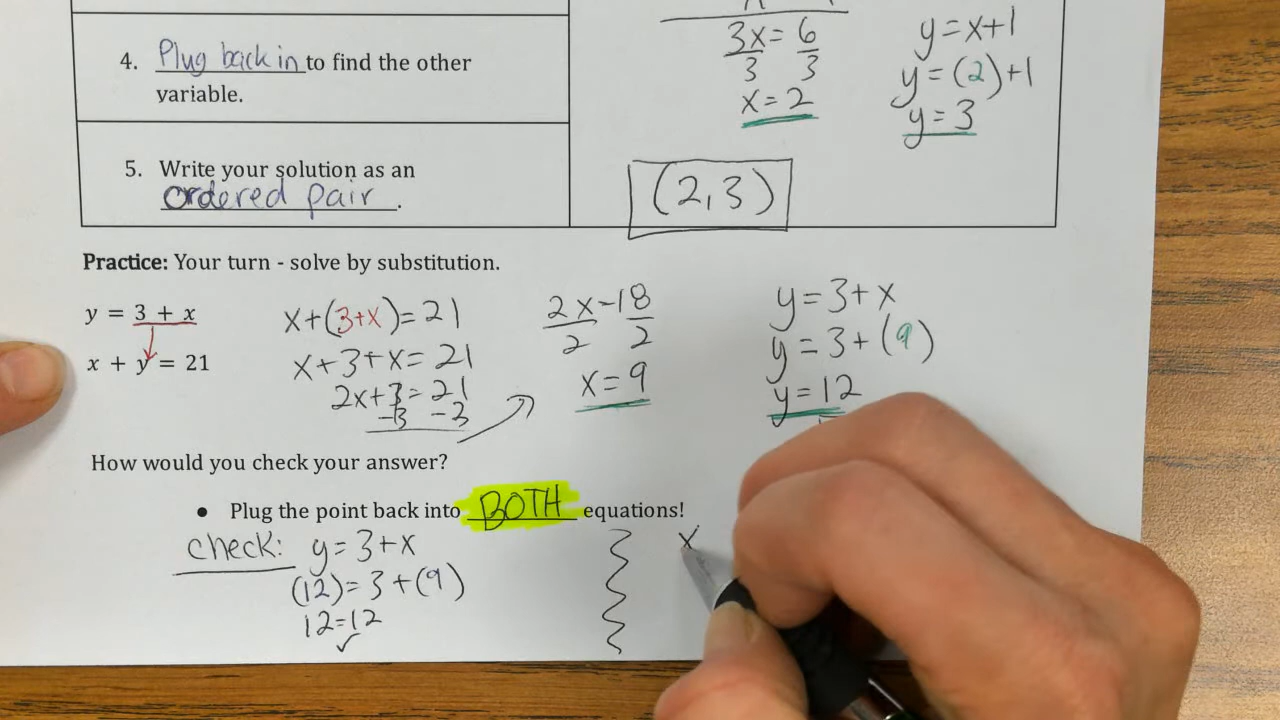 4. Plug back in to find the other
variable.
5. Write your solution as an
ordered pair.
3x = 6
3 3
x = 2
y = x+1
y = (2)+1
y = 3
(2,3)
Practice: Your turn - solve by substitution.
y = 3 + x
x + y = 21
x+(3+x)=21
x+3+x=21
2x+3=21
-3 -3
2x-18
2 2
x=9
y=3+x
y=3+(9)
y=12
How would you check your answer?
• Plug the point back into BOTH equations!
check: y=3+x
(12)=3+(9)
12=12
✓
x